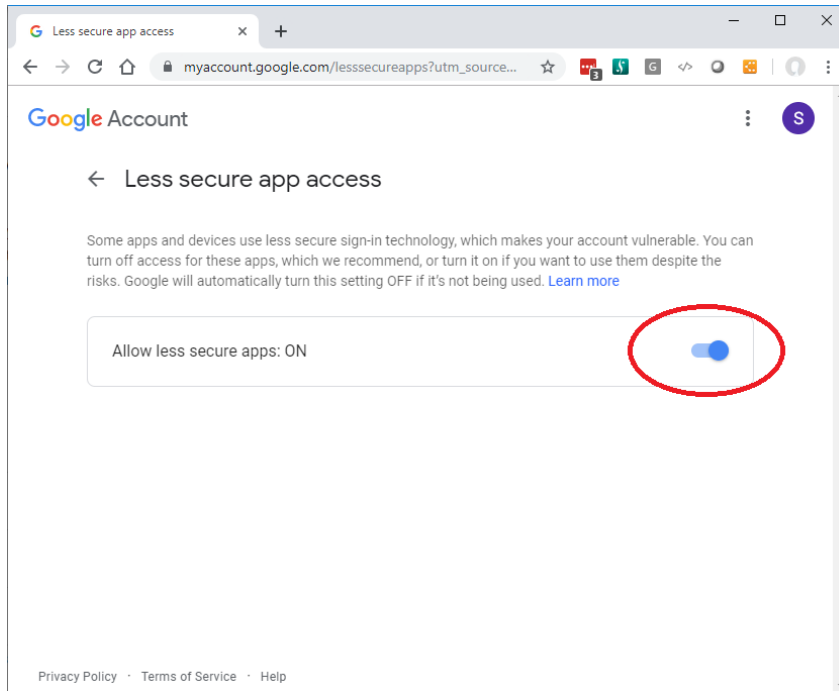 Less secure app access
myaccount.google.com/lesssecureapps?utm_source...
3
G
Google Account
S
Less secure app access
Some apps and devices use less secure sign-in technology, which makes your account vulnerable. You can
turn off access for these apps, which we recommend, or turn it on if you want to use them despite the
risks. Google will automatically turn this setting OFF if it's not being used. Learn more
Allow less secure apps: ON
Privacy Policy · Terms of Service · Help